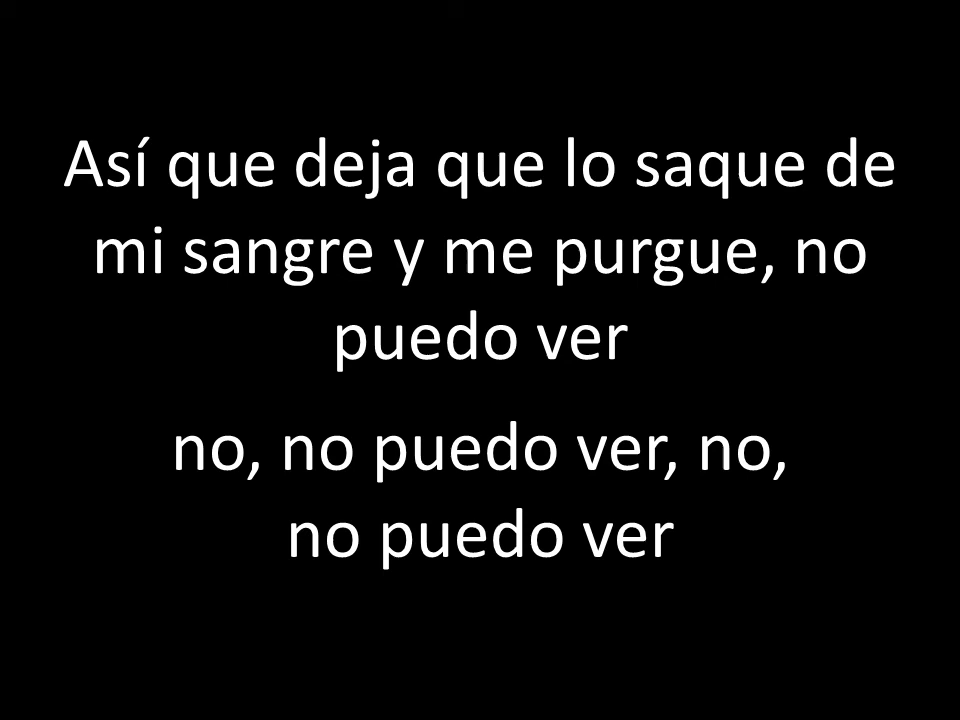 Así que deja que lo saque de
mi sangre y me purgue, no
puedo ver
no, no puedo ver, no,
no puedo ver